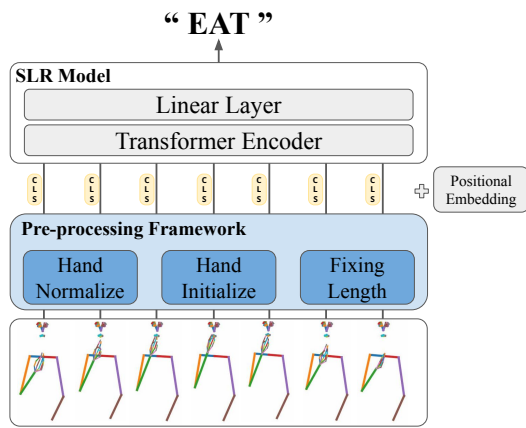 “ EAT ”
SLR Model
Linear Layer
Transformer Encoder
CLS CLS CLS CLS CLS CLS CLS
Positional
Embedding
Pre-processing Framework
Hand
Normalize
Hand
Initialize
Fixing
Length